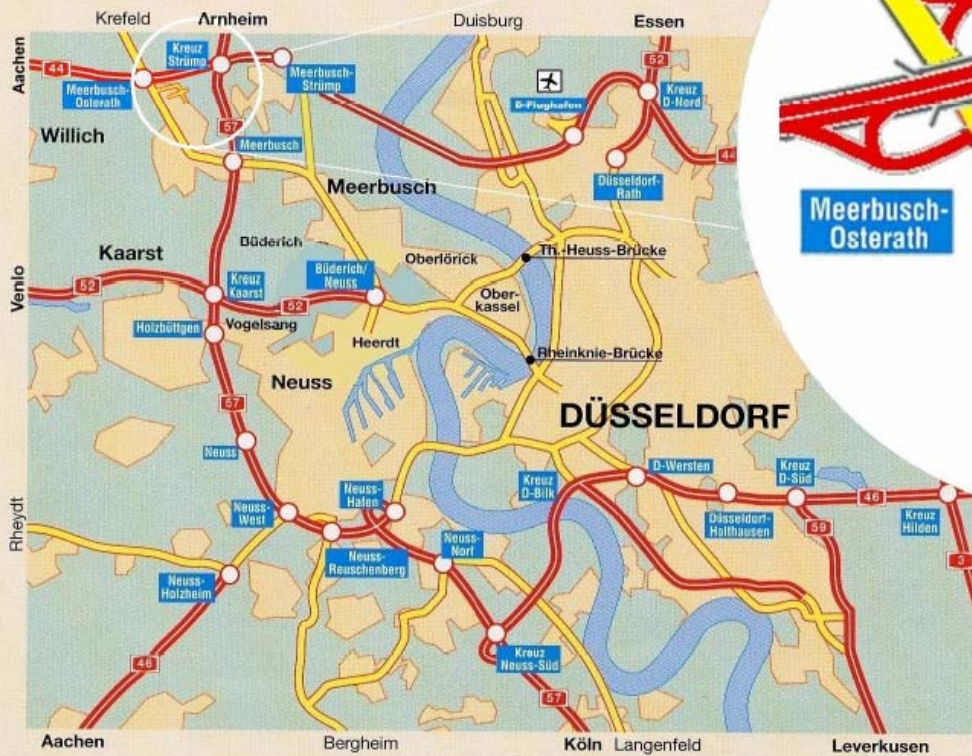 Krefeld
Arnheim
Duisburg
Essen
Aachen
44
Kreuz
Strümp
Meerbusch-
Osterath
Meerbusch-
Strümp
D-Flughafen
52
Kreuz
D-Nord
Willich
57
Meerbusch
44
Düsseldorf-
Rath
Meerbusch
Meerbusch-
Osterath
Kaarst
Büderich
Oberlörick
Th.-Heuss-Brücke
Venlo
52
Kreuz
Kaarst
Büderich/
Neuss
52
Ober-
kassel
Holzbüttgen
Vogelsang
Heerdt
Rheinknie-Brücke
Neuss
57
DÜSSELDORF
Neuss
Rheydt
Neuss-
West
Neuss-
Hafen
Kreuz
D-Bilk
D-Wersten
Kreuz
D-Süd
Düsseldorf-
Holthausen
46
Kreuz
Hilden
59
3
Neuss-
Reuschenberg
Neuss-
Norf
Neuss-
Holzheim
Kreuz
Neuss-Süd
46
57
Aachen
Bergheim
Köln
Langenfeld
Leverkusen